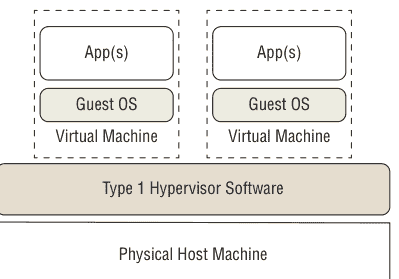 App(s)
App(s)
Guest OS
Guest OS
Virtual Machine
Virtual Machine
Type 1 Hypervisor Software
Physical Host Machine